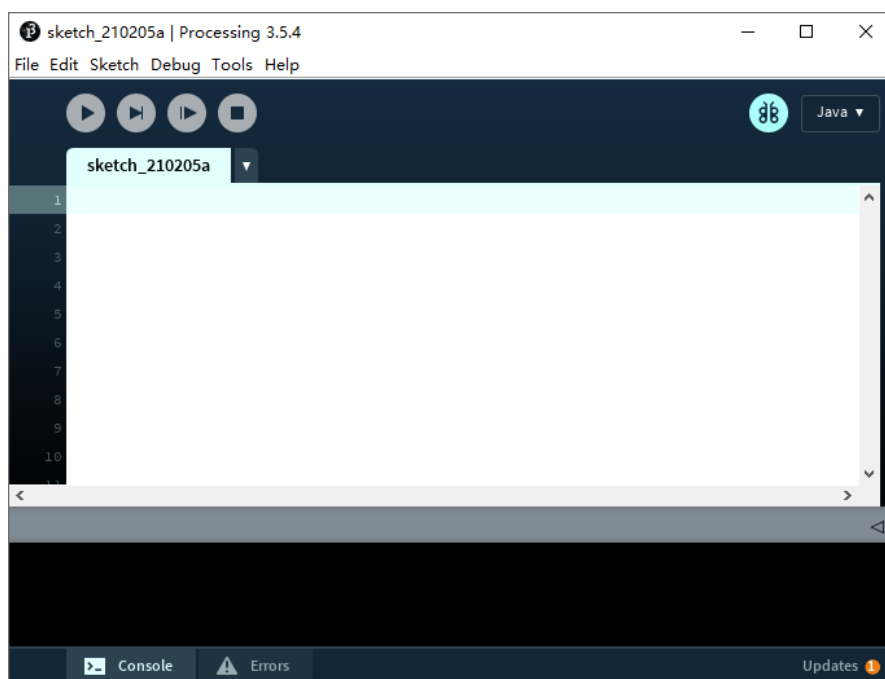 sketch_210205a | Processing 3.5.4
File Edit Sketch Debug Tools Help
Java ▼
sketch_210205a ▼
1
2
3
4
5
6
7
8
9
10
11
Console Errors Updates 1